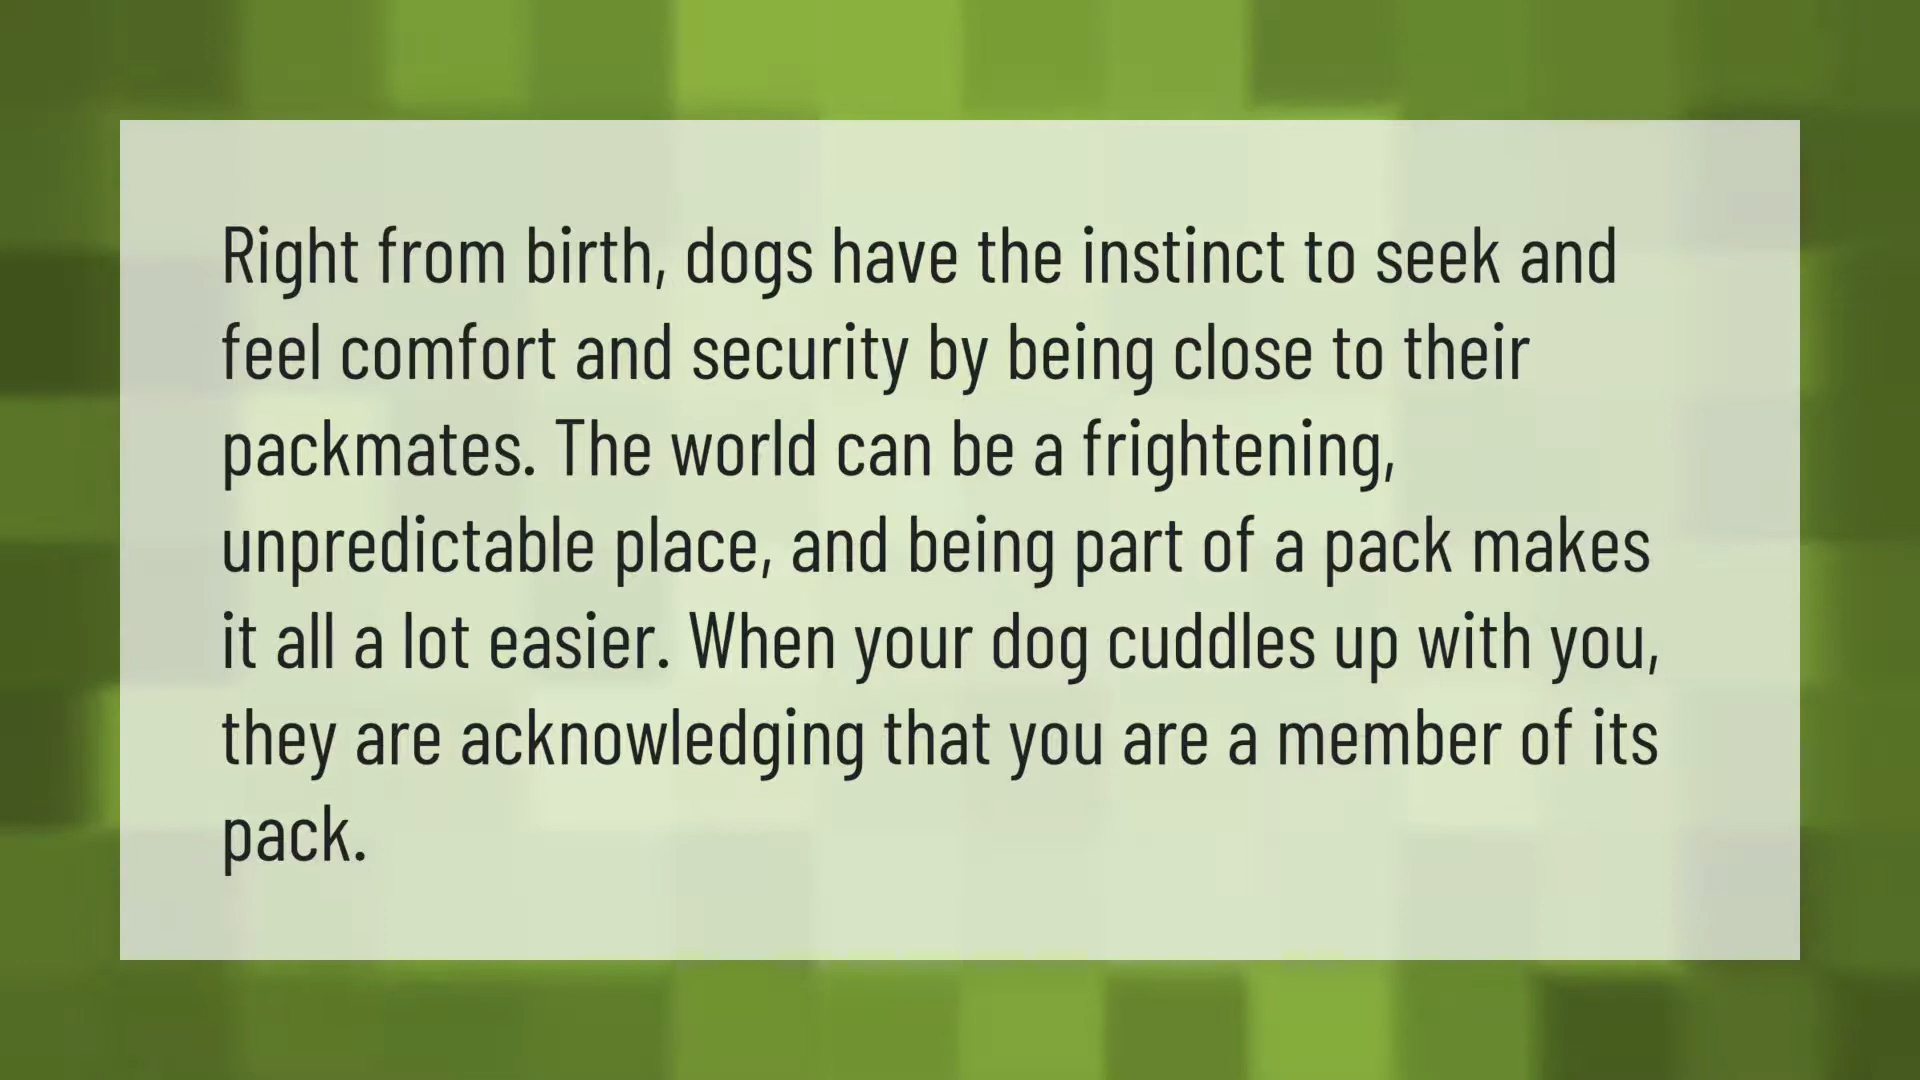 Right from birth, dogs have the instinct to seek and
feel comfort and security by being close to their
packmates. The world can be a frightening,
unpredictable place, and being part of a pack makes
it all a lot easier. When your dog cuddles up with you,
they are acknowledging that you are a member of its
pack.